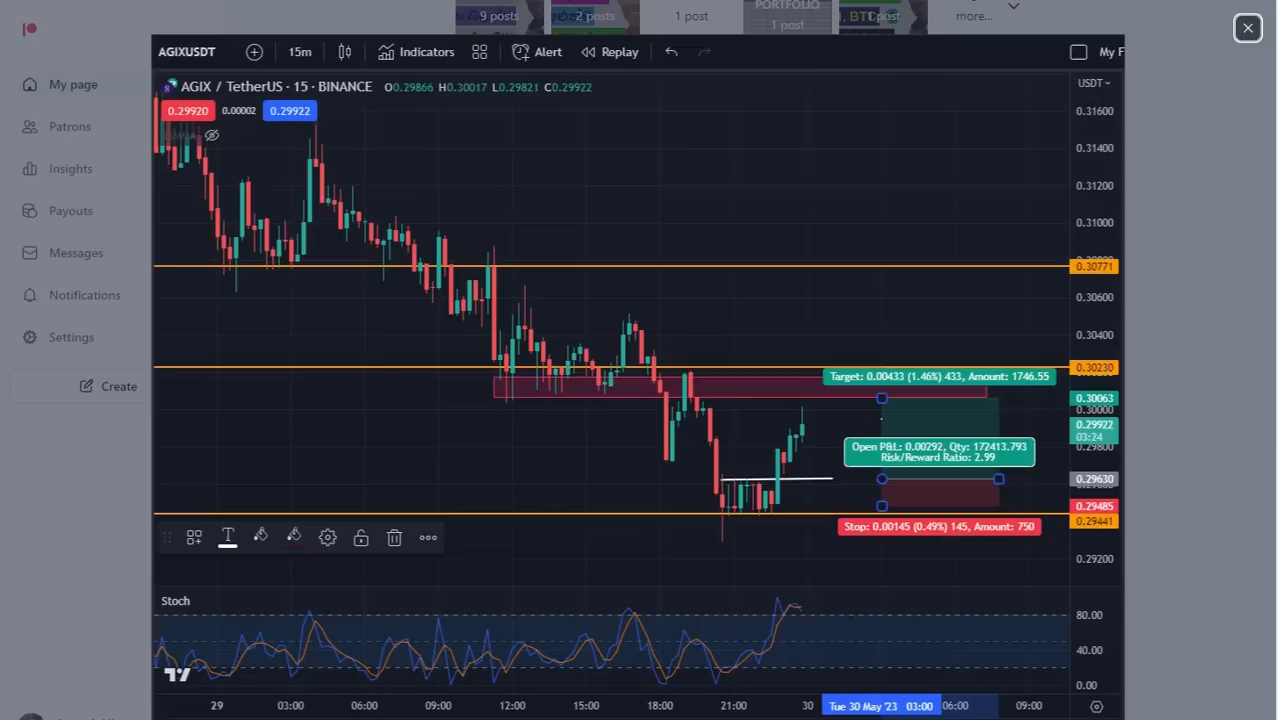 9 posts
2 posts
1 post
PORTFOLIO
1 post
BTC
1 post
more...
My page
Patrons
Insights
Payouts
Messages
Notifications
Settings
Create
AGIXUSDT
15m
Indicators
Alert
Replay
My F
AGIX / TetherUS · 15 · BINANCE O0.29866 H0.30017 L0.29821 C0.29922
0.29920 0.00002 0.29922
USDT
0.31600
0.31400
0.31200
0.31000
0.30771
0.30600
0.30400
0.30230
0.30063
0.30000
0.29922
03:24
0.29800
0.29630
0.29485
0.29441
0.29200
Target: 0.00433 (1.46%) 433, Amount: 1746.55
Open P&L: 0.00292, Qty: 172413.793
Risk/Reward Ratio: 2.99
Stop: 0.00145 (0.49%) 145, Amount: 750
T
Stoch
80.00
40.00
0.00
29 03:00 06:00 09:00 12:00 15:00 18:00 21:00 30 Tue 30 May '23 03:00 06:00 09:00